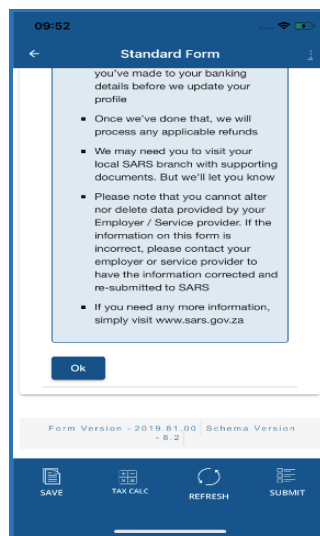 09:52
Standard Form
you've made to your banking
details before we update your
profile
Once we've done that, we will
process any applicable refunds
We may need you to visit your
local SARS branch with supporting
documents. But we'll let you know
Please note that you cannot alter
nor delete data provided by your
Employer / Service provider. If the
information on this form is
incorrect, please contact your
employer or service provider to
have the information corrected and
re-submitted to SARS
If you need any more information,
simply visit www.sars.gov.za
Ok
Form Version - 2019.81.00 Schema Version
- 8.2
SAVE
TAX CALC
REFRESH
SUBMIT